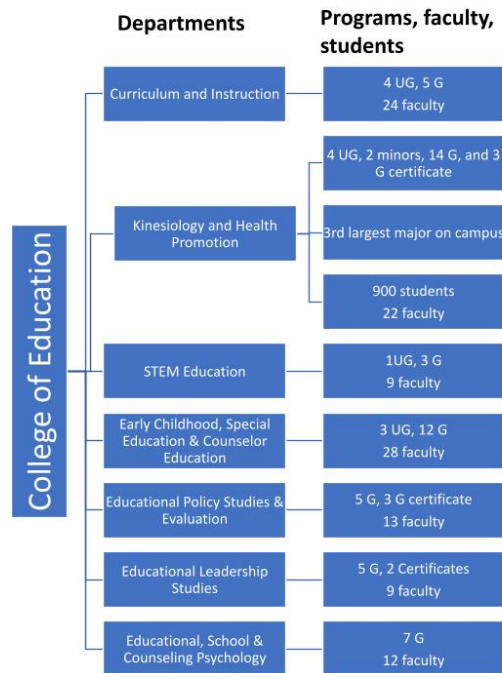 Departments
Programs, faculty,
students
College of Education
Curriculum and Instruction
4 UG, 5 G
24 faculty
Kinesiology and Health
Promotion
4 UG, 2 minors, 14 G, and 3
G certificate
3rd largest major on campus
900 students
22 faculty
STEM Education
1UG, 3 G
9 faculty
Early Childhood, Special
Education & Counselor
Education
3 UG, 12 G
28 faculty
Educational Policy Studies &
Evaluation
5 G, 3 G certificate
13 faculty
Educational Leadership
Studies
5 G, 2 Certificates
9 faculty
Educational, School &
Counseling Psychology
7 G
12 faculty